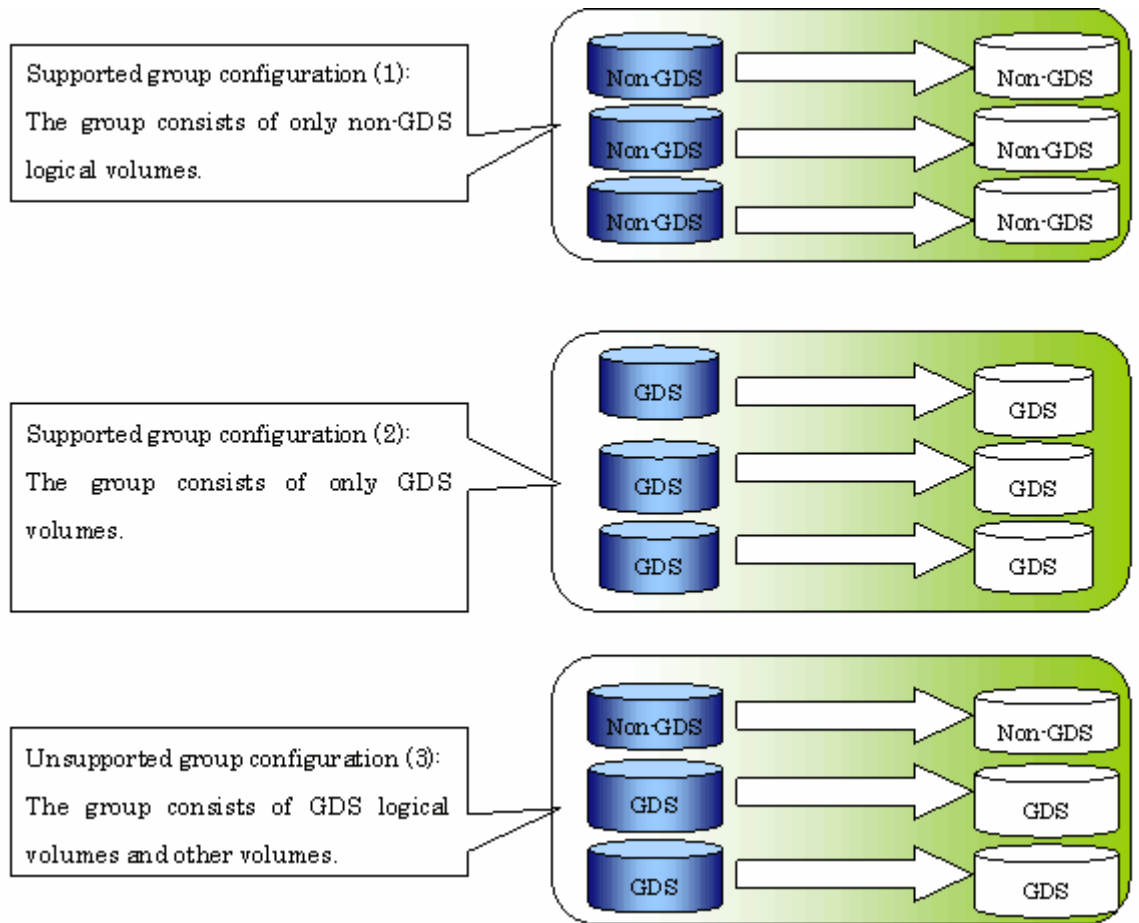 Supported group configuration (1):
The group consists of only non-GDS
logical volumes.
Non-GDS
Non-GDS
Non-GDS
Non-GDS
Non-GDS
Non-GDS
Supported group configuration (2):
The group consists of only GDS
volumes.
GDS
GDS
GDS
GDS
GDS
GDS
Unsupported group configuration (3):
The group consists of GDS logical
volumes and other volumes.
Non-GDS
Non-GDS
GDS
GDS
GDS
GDS